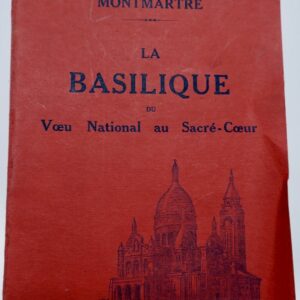 MONTMARTRE
LA
BASILIQUE
DU
Vœu National au Sacré-Cœur